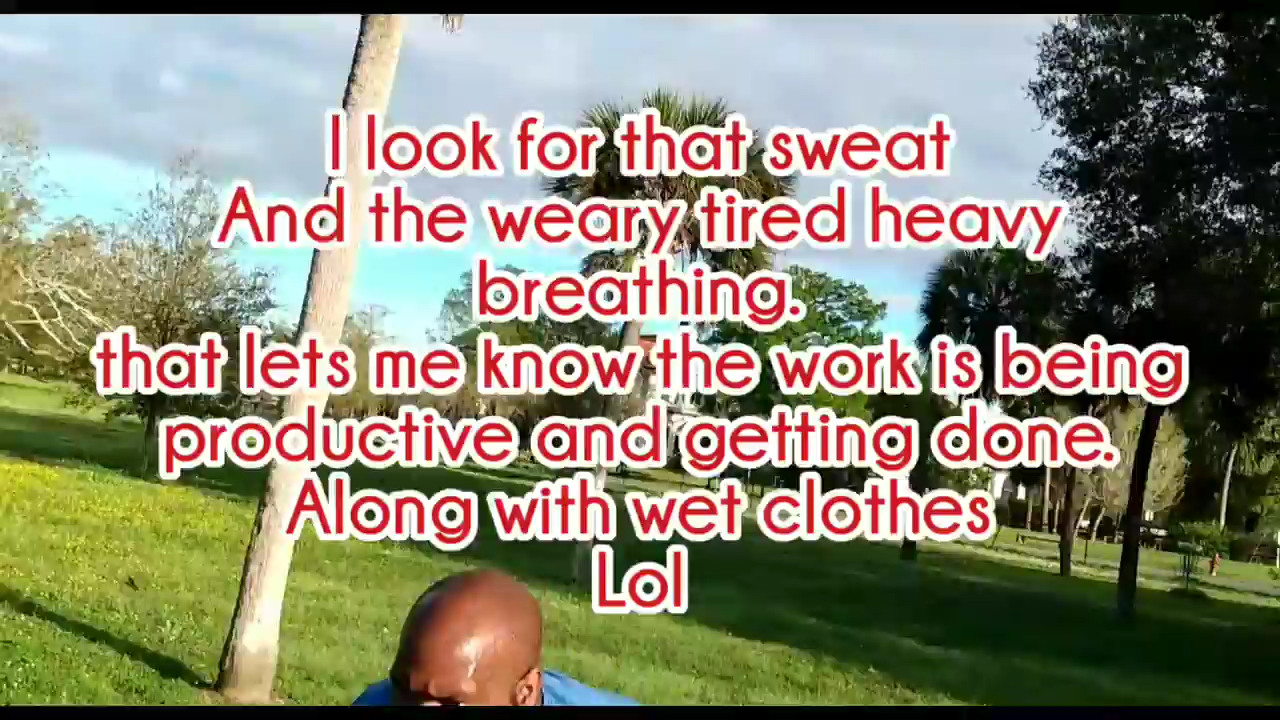 I look for that sweat
And the weary tired heavy
breathing.
that lets me know the work is being
productive and getting done.
Along with wet clothes
Lol